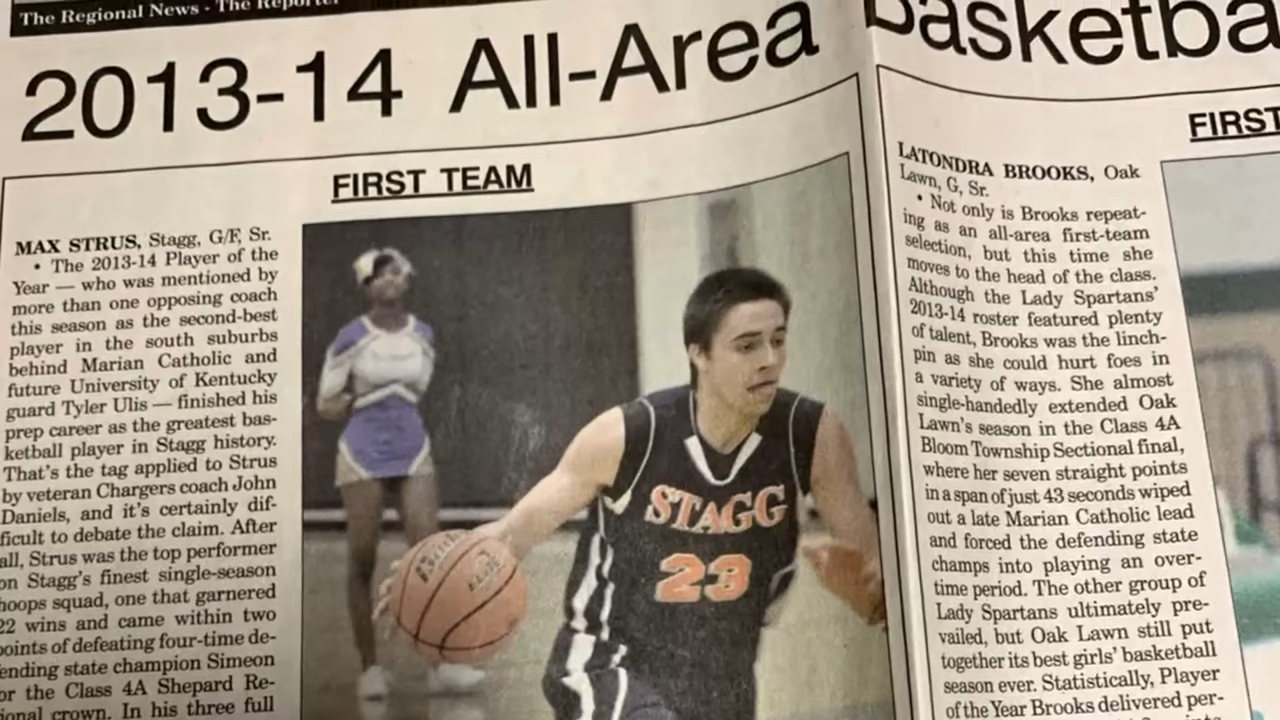 The Regional News - The Reporter
2013-14 All-Area
Basketba
FIRST TEAM
MAX STRUS, Stagg, G/F, Sr.
• The 2013-14 Player of the
Year — who was mentioned by
more than one opposing coach
this season as the second-best
player in the south suburbs
behind Marian Catholic and
future University of Kentucky
guard Tyler Ulis — finished his
prep career as the greatest bas-
ketball player in Stagg history.
That's the tag applied to Strus
by veteran Chargers coach John
Daniels, and it's certainly dif-
ficult to debate the claim. After
all, Strus was the top performer
on Stagg's finest single-season
hoops squad, one that garnered
22 wins and came within two
points of defeating four-time de-
ending state champion Simeon
or the Class 4A Shepard Re-
ional crown. In his three full
STAGG
23
FIRST
LATONDRA BROOKS, Oak
Lawn, G, Sr.
• Not only is Brooks repeat-
ing as an all-area first-team
selection, but this time she
moves to the head of the class.
Although the Lady Spartans'
2013-14 roster featured plenty
of talent, Brooks was the linch-
pin as she could hurt foes in
a variety of ways. She almost
single-handedly extended Oak
Lawn's season in the Class 4A
Bloom Township Sectional final,
where her seven straight points
in a span of just 43 seconds wiped
out a late Marian Catholic lead
and forced the defending state
champs into playing an over-
time period. The other group of
Lady Spartans ultimately pre-
vailed, but Oak Lawn still put
together its best girls' basketball
season ever. Statistically, Player
of the Year Brooks delivered per-